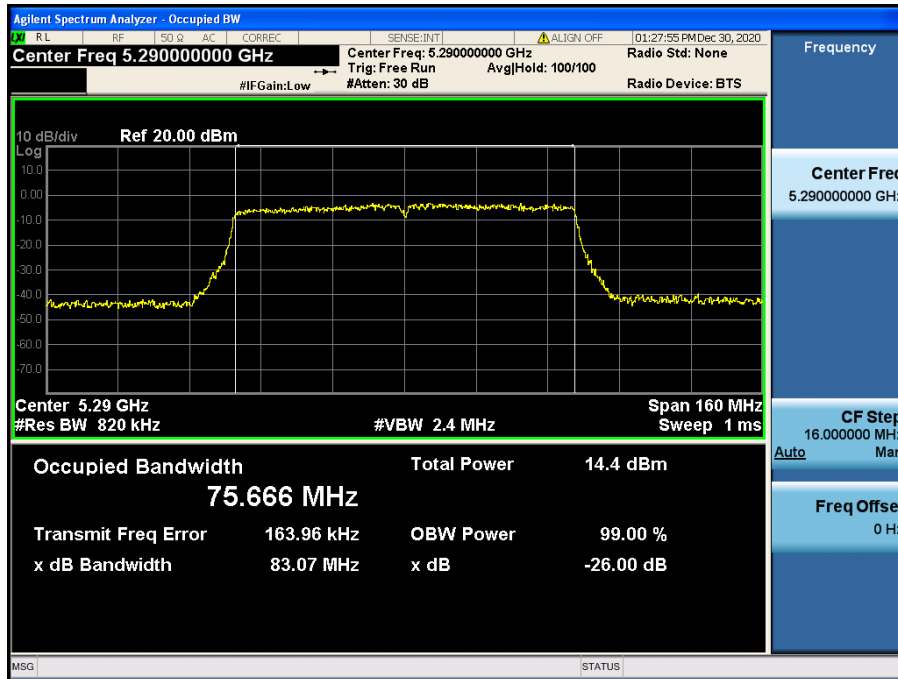 Agilent Spectrum Analyzer - Occupied BW
LXI RL RF 50 Ω AC CORREC SENSE:INT ALIGN OFF 01:27:55 PM Dec 30, 2020
Center Freq 5.290000000 GHz
Center Freq: 5.290000000 GHz
Radio Std: None
Trig: Free Run Avg|Hold: 100/100
#IFGain:Low
#Atten: 30 dB
Radio Device: BTS
10 dB/div Ref 20.00 dBm
Log
10.0
0.00
-10.0
-20.0
-30.0
-40.0
-50.0
-60.0
-70.0
Center 5.29 GHz Span 160 MHz
#Res BW 820 kHz #VBW 2.4 MHz Sweep 1 ms
Occupied Bandwidth Total Power 14.4 dBm
75.666 MHz
Transmit Freq Error 163.96 kHz OBW Power 99.00 %
x dB Bandwidth 83.07 MHz x dB -26.00 dB
MSG STATUS
Frequency
Center Fre
5.290000000 GH
CF Step
16.000000 MH
Auto Ma
Freq Offse
0 H